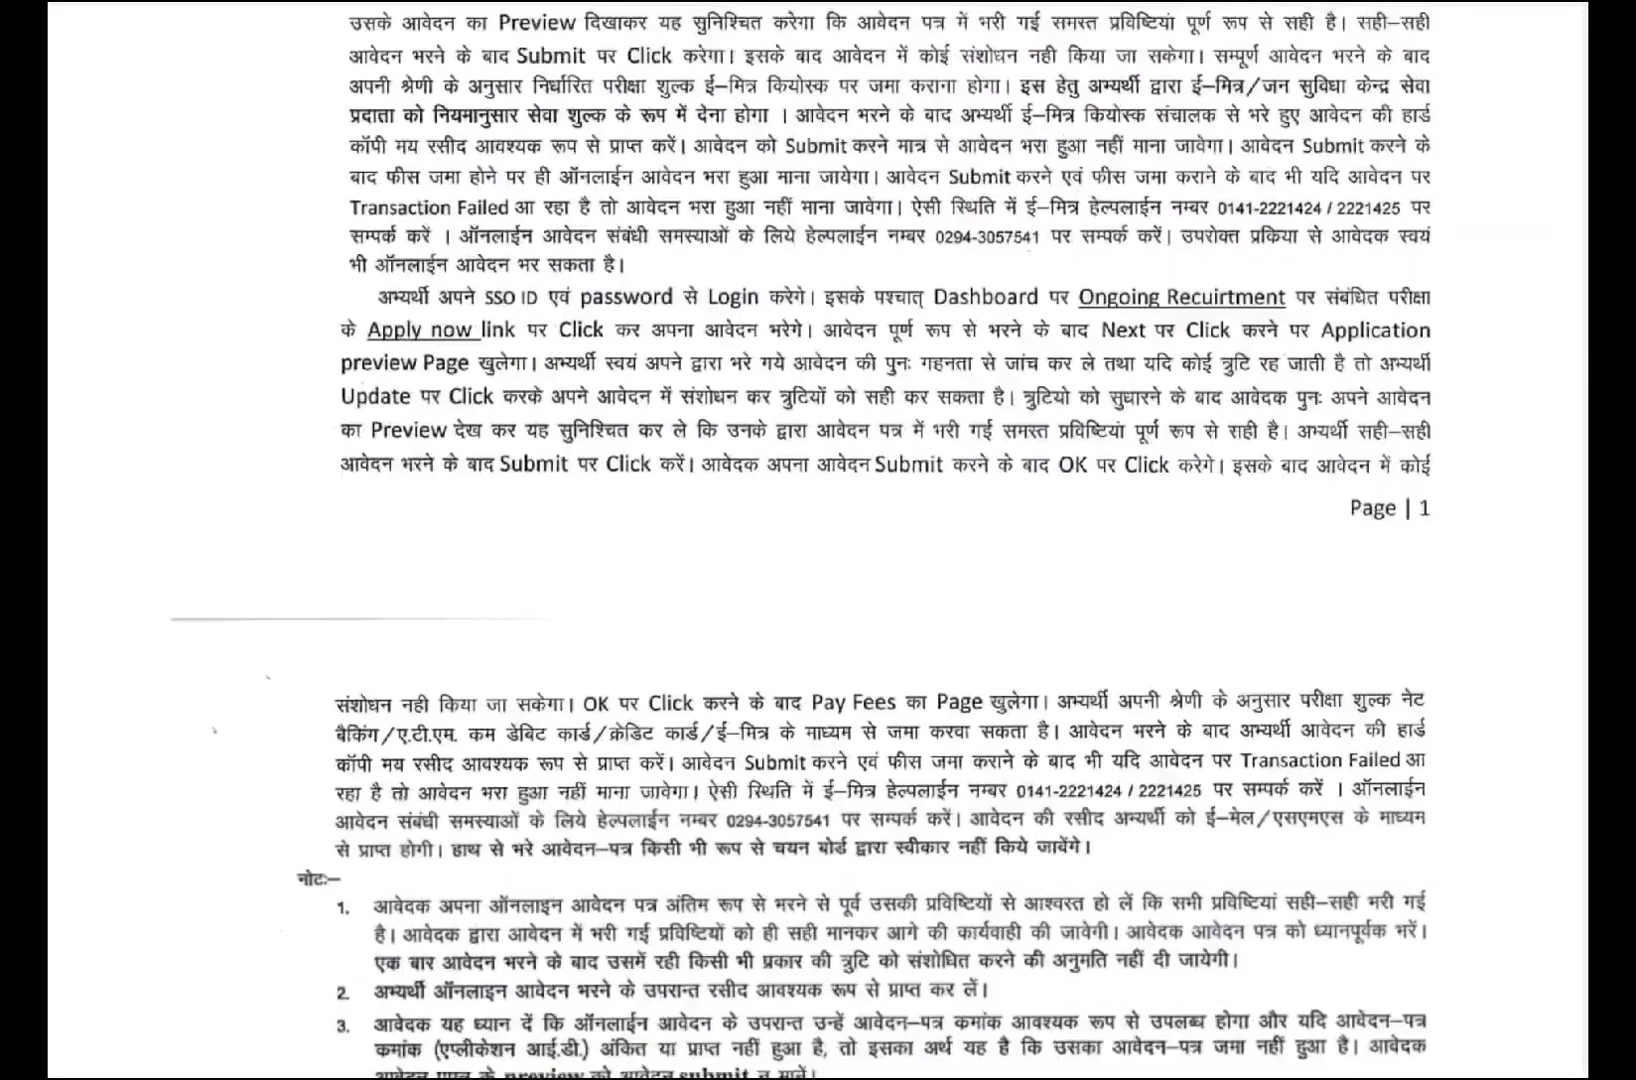 उसके आवेदन का Preview दिखाकर यह सुनिश्चित करेगा कि आवेदन पत्र में भरी गई समस्त प्रविष्टियां पूर्ण रूप से सही है। सही–सही
आवेदन भरने के बाद Submit पर Click करेगा। इसके बाद आवेदन में कोई संशोधन नही किया जा सकेगा। सम्पूर्ण आवेदन भरने के बाद
अपनी श्रेणी के अनुसार निर्धारित परीक्षा शुल्क ई–मित्र कियोस्क पर जमा कराना होगा। इस हेतु अभ्यर्थी द्वारा ई–मित्र/जन सुविधा केन्द्र सेवा
प्रदाता को नियमानुसार सेवा शुल्क के रूप में देना होगा । आवेदन भरने के बाद अभ्यर्थी ई–मित्र कियोस्क संचालक से भरे हुए आवेदन की हार्ड
कॉपी मय रसीद आवश्यक रूप से प्राप्त करें। आवेदन को Submit करने मात्र से आवेदन भरा हुआ नहीं माना जावेगा। आवेदन Submit करने के
बाद फीस जमा होने पर ही ऑनलाईन आवेदन भरा हुआ माना जायेगा। आवेदन Submit करने एवं फीस जमा कराने के बाद भी यदि आवेदन पर
Transaction Failed आ रहा है तो आवेदन भरा हुआ नहीं माना जावेगा। ऐसी स्थिति में ई–मित्र हेल्पलाईन नम्बर 0141-2221424 / 2221425 पर
सम्पर्क करें । ऑनलाईन आवेदन संबंधी समस्याओं के लिये हेल्पलाईन नम्बर 0294-3057541 पर सम्पर्क करें। उपरोक्त प्रकिया से आवेदक स्वयं
भी ऑनलाईन आवेदन भर सकता है।
अभ्यर्थी अपने SSO ID एवं password से Login करेगे। इसके पश्चात् Dashboard पर Ongoing Recuirtment पर संबंधित परीक्षा
के Apply now link पर Click कर अपना आवेदन भरेगे। आवेदन पूर्ण रूप से भरने के बाद Next पर Click करने पर Application
preview Page खुलेगा। अभ्यर्थी स्वयं अपने द्वारा भरे गये आवेदन की पुनः गहनता से जांच कर ले तथा यदि कोई त्रुटि रह जाती है तो अभ्यर्थी
Update पर Click करके अपने आवेदन में संशोधन कर त्रुटियों को सही कर सकता है। त्रुटियो को सुधारने के बाद आवेदक पुनः अपने आवेदन
का Preview देख कर यह सुनिश्चित कर ले कि उनके द्वारा आवेदन पत्र में भरी गई समस्त प्रविष्टियां पूर्ण रूप से सही है। अभ्यर्थी सही–सही
आवेदन भरने के बाद Submit पर Click करें। आवेदक अपना आवेदन Submit करने के बाद OK पर Click करेगे। इसके बाद आवेदन में कोई
Page | 1
संशोधन नही किया जा सकेगा। OK पर Click करने के बाद Pay Fees का Page खुलेगा। अभ्यर्थी अपनी श्रेणी के अनुसार परीक्षा शुल्क नेट
बैकिंग/ए.टी.एम. कम डेबिट कार्ड/क्रेडिट कार्ड/ई–मित्र के माध्यम से जमा करवा सकता है। आवेदन भरने के बाद अभ्यर्थी आवेदन की हार्ड
कॉपी मय रसीद आवश्यक रूप से प्राप्त करें। आवेदन Submit करने एवं फीस जमा कराने के बाद भी यदि आवेदन पर Transaction Failed आ
रहा है तो आवेदन भरा हुआ नहीं माना जावेगा। ऐसी स्थिति में ई–मित्र हेल्पलाईन नम्बर 0141-2221424 / 2221425 पर सम्पर्क करें । ऑनलाईन
आवेदन संबंधी समस्याओं के लिये हेल्पलाईन नम्बर 0294-3057541 पर सम्पर्क करें। आवेदन की रसीद अभ्यर्थी को ई–मेल/एसएमएस के माध्यम
से प्राप्त होगी। हाथ से भरे आवेदन–पत्र किसी भी रूप से चयन बोर्ड द्वारा स्वीकार नहीं किये जावेंगे।
नोटः–
1. आवेदक अपना ऑनलाइन आवेदन पत्र अंतिम रूप से भरने से पूर्व उसकी प्रविष्टियों से आश्वस्त हो लें कि सभी प्रविष्टियां सही–सही भरी गई
है। आवेदक द्वारा आवेदन में भरी गई प्रविष्टियों को ही सही मानकर आगे की कार्यवाही की जावेगी। आवेदक आवेदन पत्र को ध्यानपूर्वक भरें।
एक बार आवेदन भरने के बाद उसमें रही किसी भी प्रकार की त्रुटि को संशोधित करने की अनुमति नहीं दी जायेगी।
2. अभ्यर्थी ऑनलाइन आवेदन भरने के उपरान्त रसीद आवश्यक रूप से प्राप्त कर लें।
3. आवेदक यह ध्यान दें कि ऑनलाईन आवेदन के उपरान्त उन्हें आवेदन–पत्र कमांक आवश्यक रूप से उपलब्ध होगा और यदि आवेदन–पत्र
कमांक (एप्लीकेशन आई.डी.) अंकित या प्राप्त नहीं हुआ है, तो इसका अर्थ यह है कि उसका आवेदन–पत्र जमा नहीं हुआ है। आवेदक
आवेदन प्रपत्र के preview को आवेदन submit न मानें।